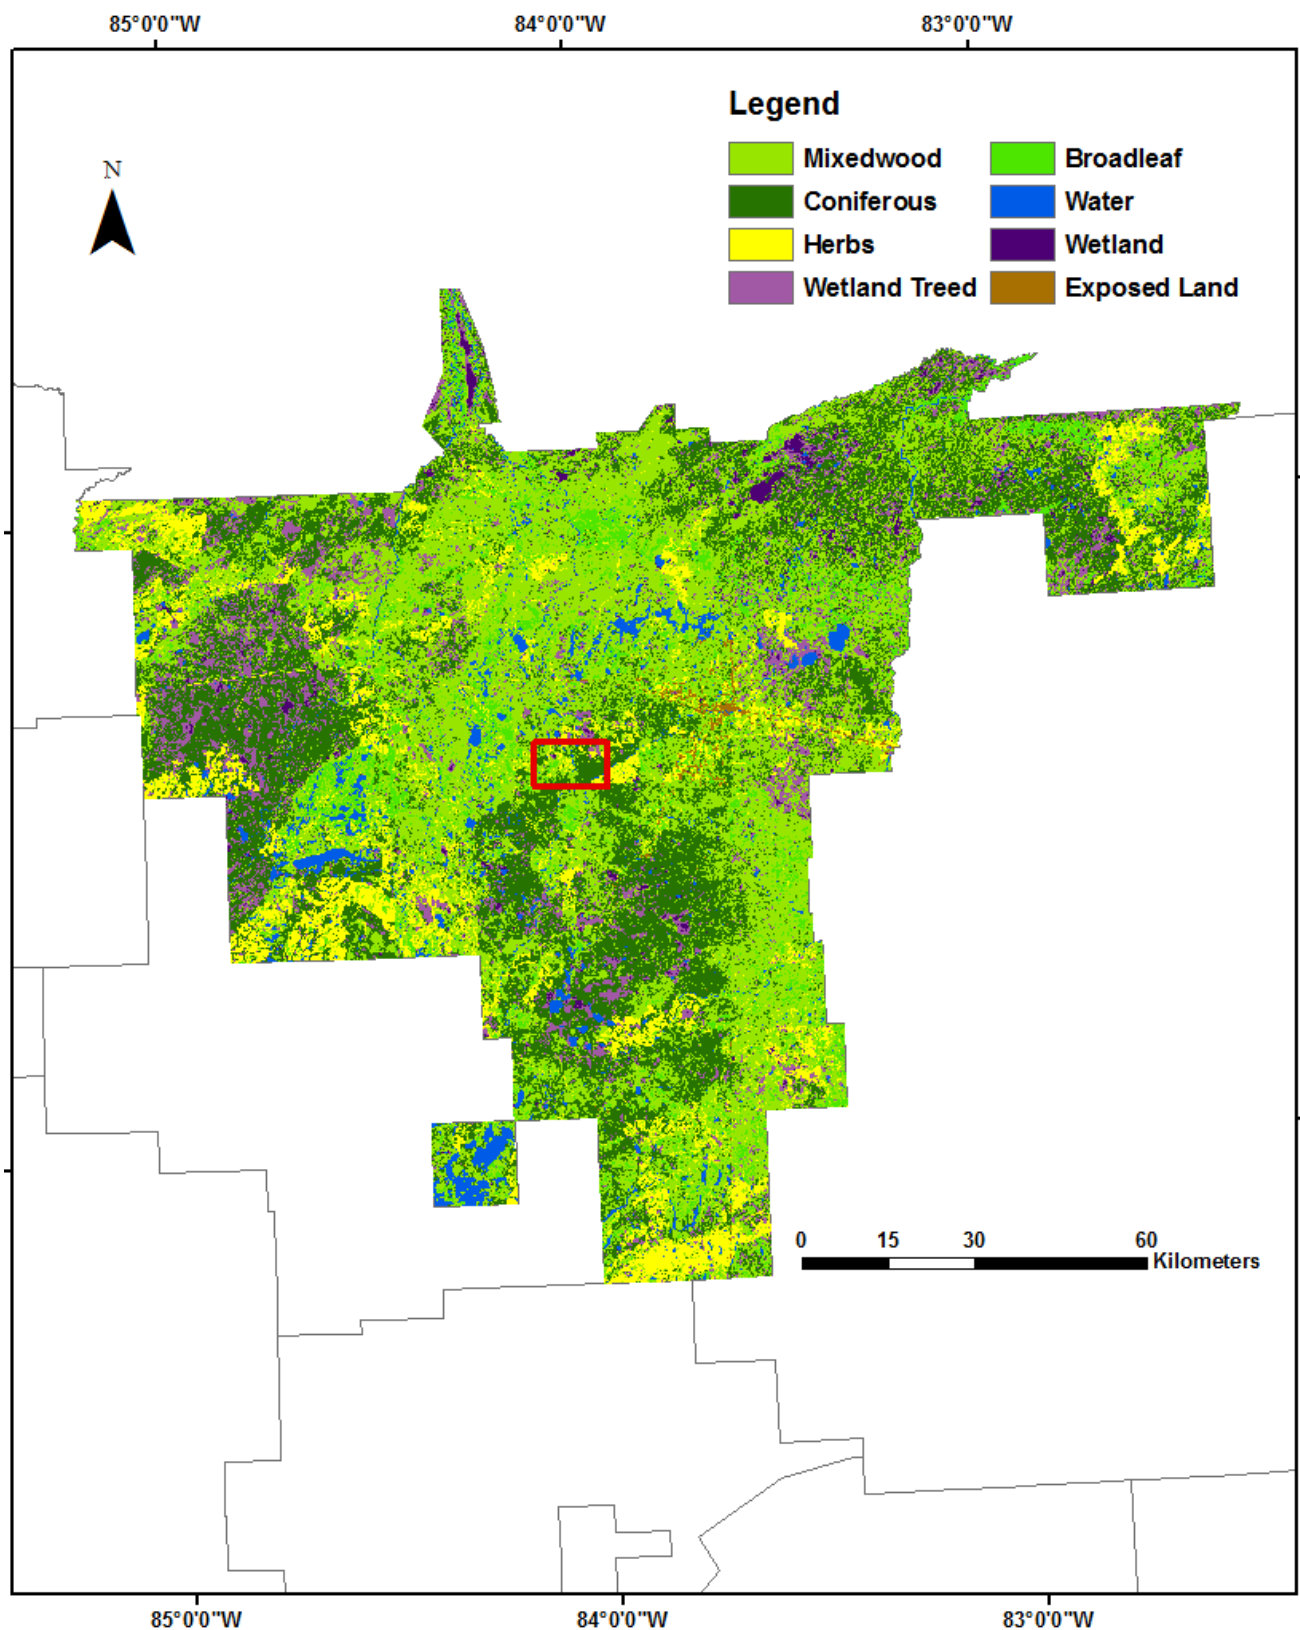 85°0'0"W 84°0'0"W 83°0'0"W
Legend
N
Mixedwood Broadleaf
Coniferous Water
Herbs Wetland
Wetland Treed Exposed Land
0 15 30 60
Kilometers
85°0'0"W 84°0'0"W 83°0'0"W